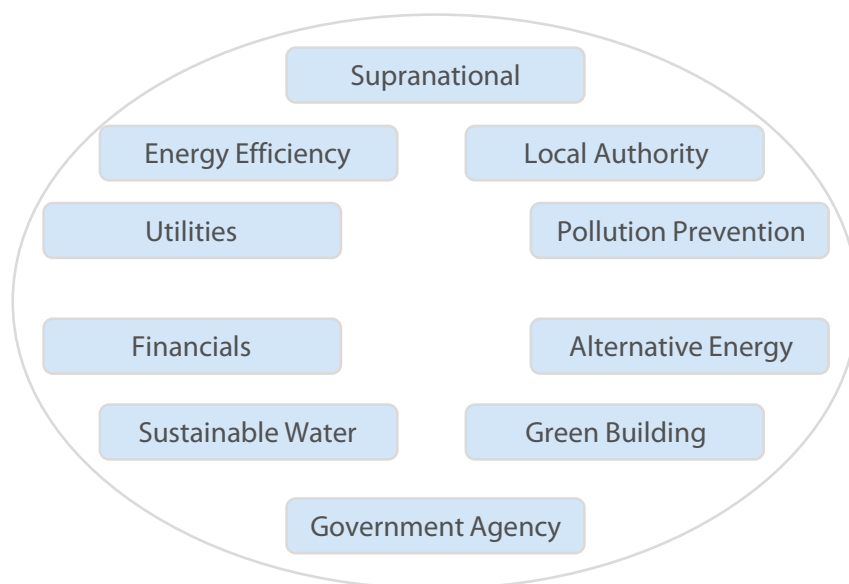 Supranational
Energy Efficiency
Local Authority
Utilities
Pollution Prevention
Financials
Alternative Energy
Sustainable Water
Green Building
Government Agency